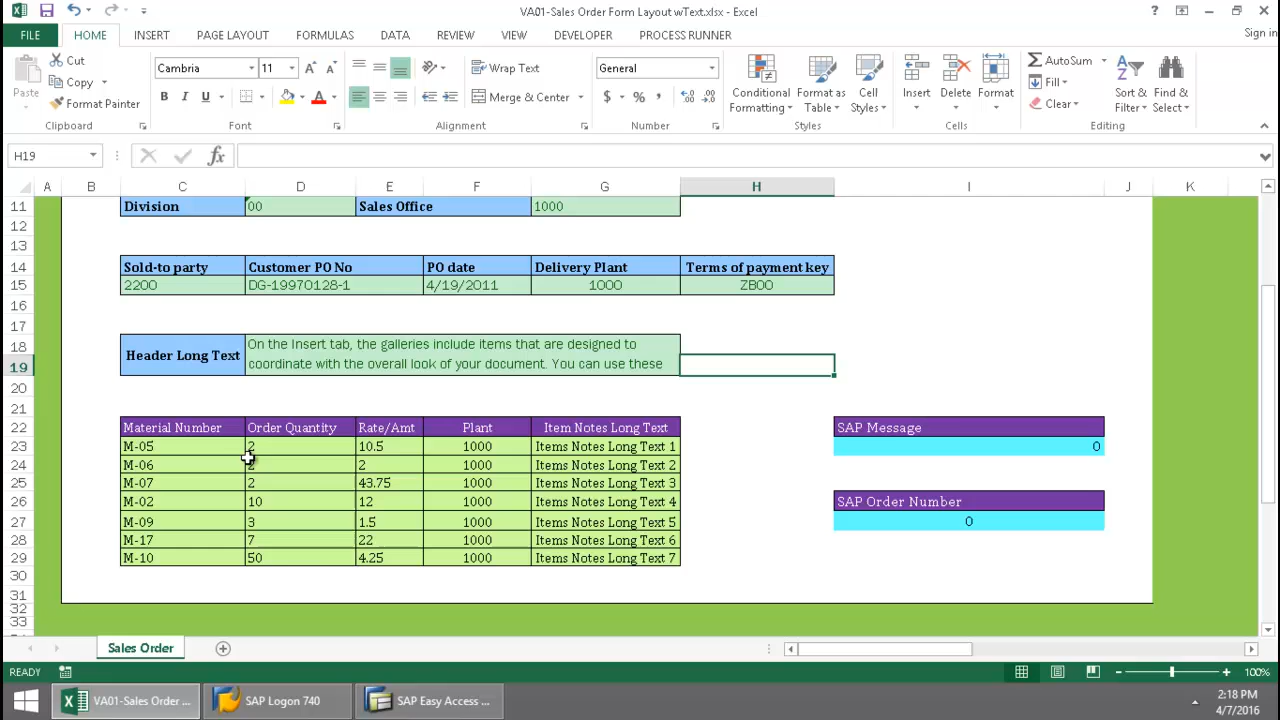 VA01-Sales Order Form Layout wText.xlsx - Excel
?
FILE HOME INSERT PAGE LAYOUT FORMULAS DATA REVIEW VIEW DEVELOPER PROCESS RUNNER Sign in
Paste Cut Copy Format Painter
Cambria 11
B I U
Wrap Text
Merge & Center
General
$ % ,
Conditional Formatting Format as Table Cell Styles
Insert Delete Format
AutoSum Fill Clear
Sort & Filter Find & Select
Clipboard Font Alignment Number Styles Cells Editing
H19 fx
A B C D E F G H I J K
11 Division 00 Sales Office 1000
12
13
14 Sold-to party Customer PO No PO date Delivery Plant Terms of payment key
15 2200 DG-19970128-1 4/19/2011 1000 ZB00
16
17
18 Header Long Text On the Insert tab, the galleries include items that are designed to
19 coordinate with the overall look of your document. You can use these
20
21
22 Material Number Order Quantity Rate/Amt Plant Item Notes Long Text SAP Message
23 M-05 2 10.5 1000 Items Notes Long Text 1 0
24 M-06 2 2 1000 Items Notes Long Text 2
25 M-07 2 43.75 1000 Items Notes Long Text 3
26 M-02 10 12 1000 Items Notes Long Text 4 SAP Order Number
27 M-09 3 1.5 1000 Items Notes Long Text 5 0
28 M-17 7 22 1000 Items Notes Long Text 6
29 M-10 50 4.25 1000 Items Notes Long Text 7
30
31
32
33
Sales Order
READY 100%
VA01-Sales Order ... SAP Logon 740 SAP Easy Access ... 2:18 PM
4/7/2016